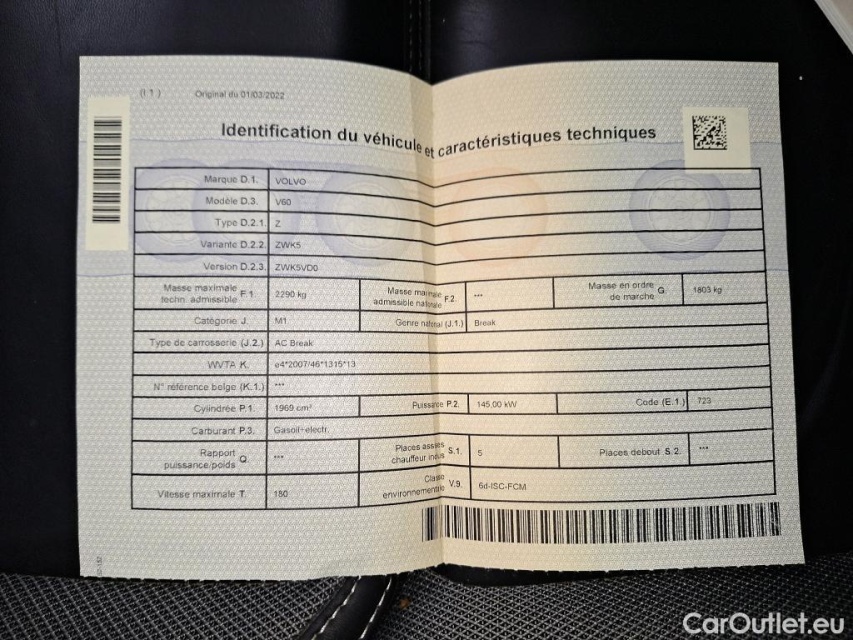 (I 1) Original du 01/03/2022
Identification du véhicule et caractéristiques techniques
Marque D.1. VOLVO
Modèle D.3. V60
Type D.2.1. Z
Variante D.2.2. ZWK5
Version D.2.3. ZWK5VD0
Masse maximale techn. admissible F.1. 2290 kg Masse maximale admissible nationale F.2. *** Masse en ordre de marche G. 1803 kg
Catégorie J. M1 Genre national (J.1.) Break
Type de carrosserie (J.2.) AC Break
WVTA K. e4*2007/46*1315*13
N° référence belge (K.1.) ***
Cylindrée P.1. 1969 cm³ Puissance P.2. 145,00 kW Code (E.1.) 723
Carburant P.3. Gasoil+electr.
Rapport puissance/poids Q. *** Places assises chauffeur inclus S.1. 5 Places debout S.2. ***
Vitesse maximale T. 180 Classe environnementale V.9. 6d-ISC-FCM
CarOutlet.eu